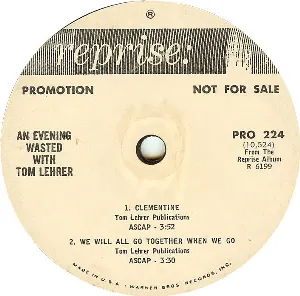 ®
reprise:
PROMOTION
NOT FOR SALE
AN EVENING
WASTED
WITH
TOM LEHRER
PRO 224
(10,524)
From The
Reprise Album
R 6199
1. CLEMENTINE
Tom Lehrer Publications
ASCAP - 3:52
2. WE WILL ALL GO TOGETHER WHEN WE GO
Tom Lehrer Publications
ASCAP - 3:30
MADE IN U.S.A. • WARNER BROS. RECORDS, INC.